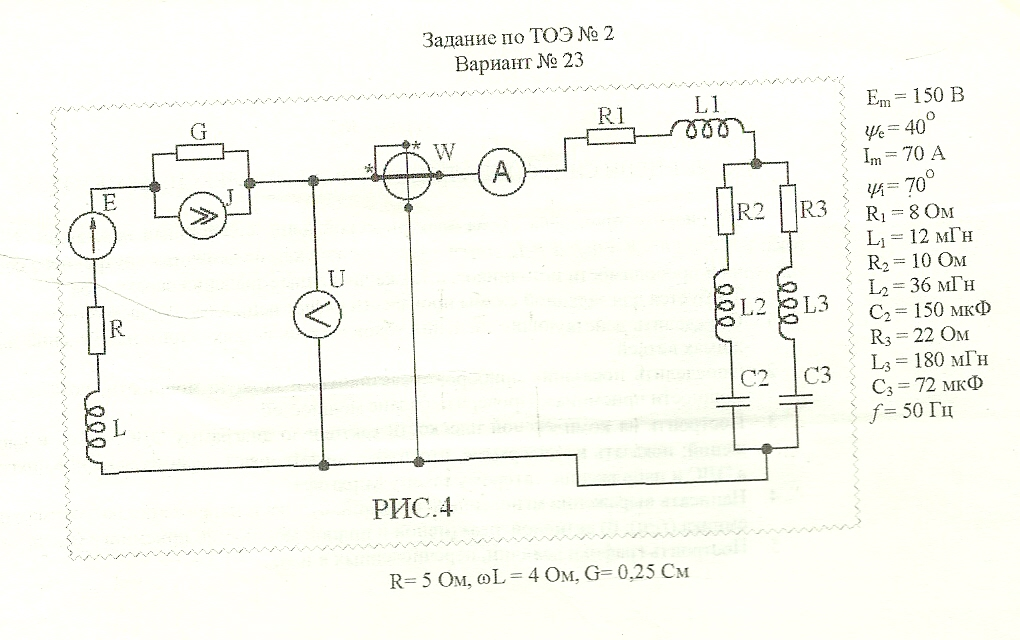 Задание по ТОЭ № 2
Вариант № 23
G
J
E
R
L
U
*
*
W
A
R1
L1
R2
R3
L2
L3
C2
C3
РИС.4
Em = 150 В
ψe = 40°
Im = 70 А
ψi = 70°
R1 = 8 Ом
L1 = 12 мГн
R2 = 10 Ом
L2 = 36 мГн
C2 = 150 мкФ
R3 = 22 Ом
L3 = 180 мГн
C3 = 72 мкФ
f = 50 Гц
R= 5 Ом, ωL = 4 Ом, G= 0,25 См